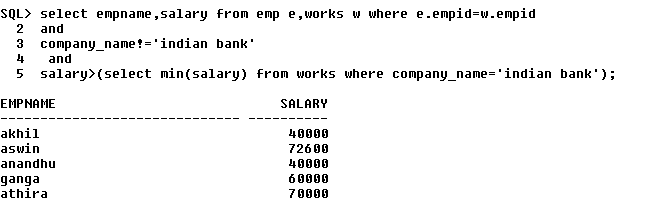 SQL> select empname,salary from emp e,works w where e.empid=w.empid
  2  and
  3  company_name!='indian bank'
  4   and
  5  salary>(select min(salary) from works where company_name='indian bank');
EMPNAME                            SALARY
------------------------------ ----------
akhil                               40000
aswin                               72600
anandhu                             40000
ganga                               60000
athira                              70000